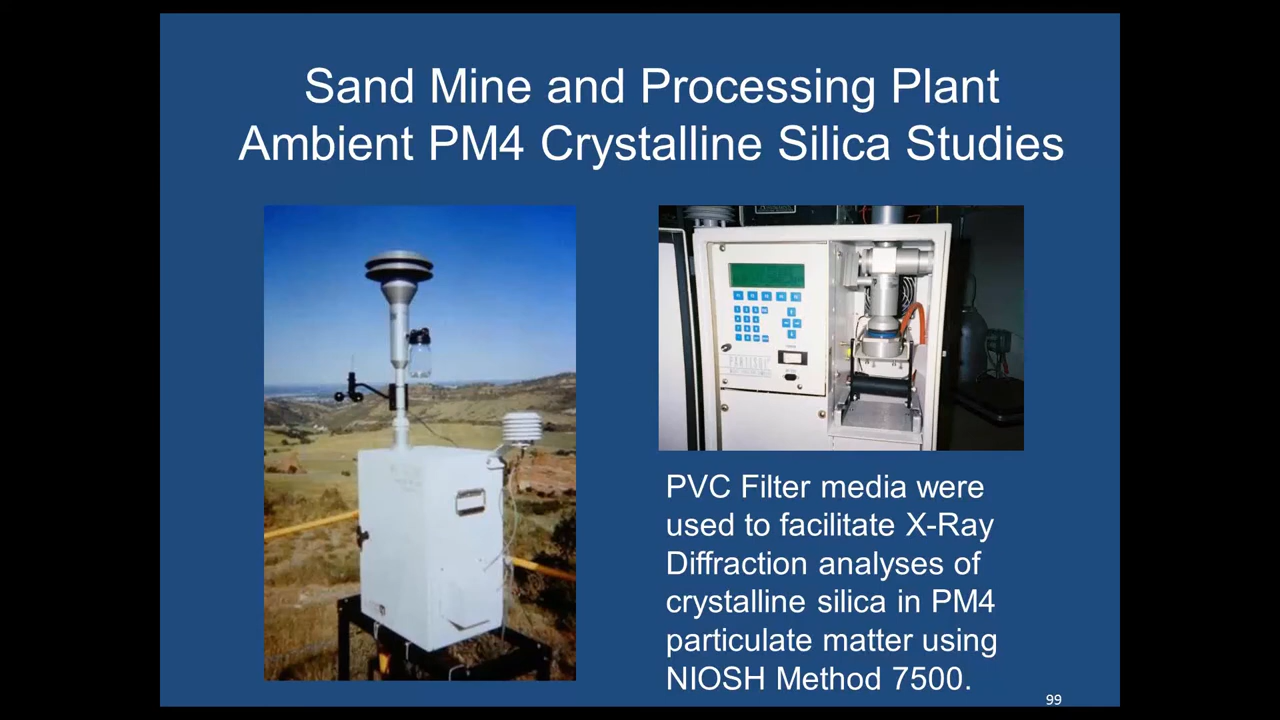 Sand Mine and Processing Plant
Ambient PM4 Crystalline Silica Studies
PVC Filter media were
used to facilitate X-Ray
Diffraction analyses of
crystalline silica in PM4
particulate matter using
NIOSH Method 7500.
99